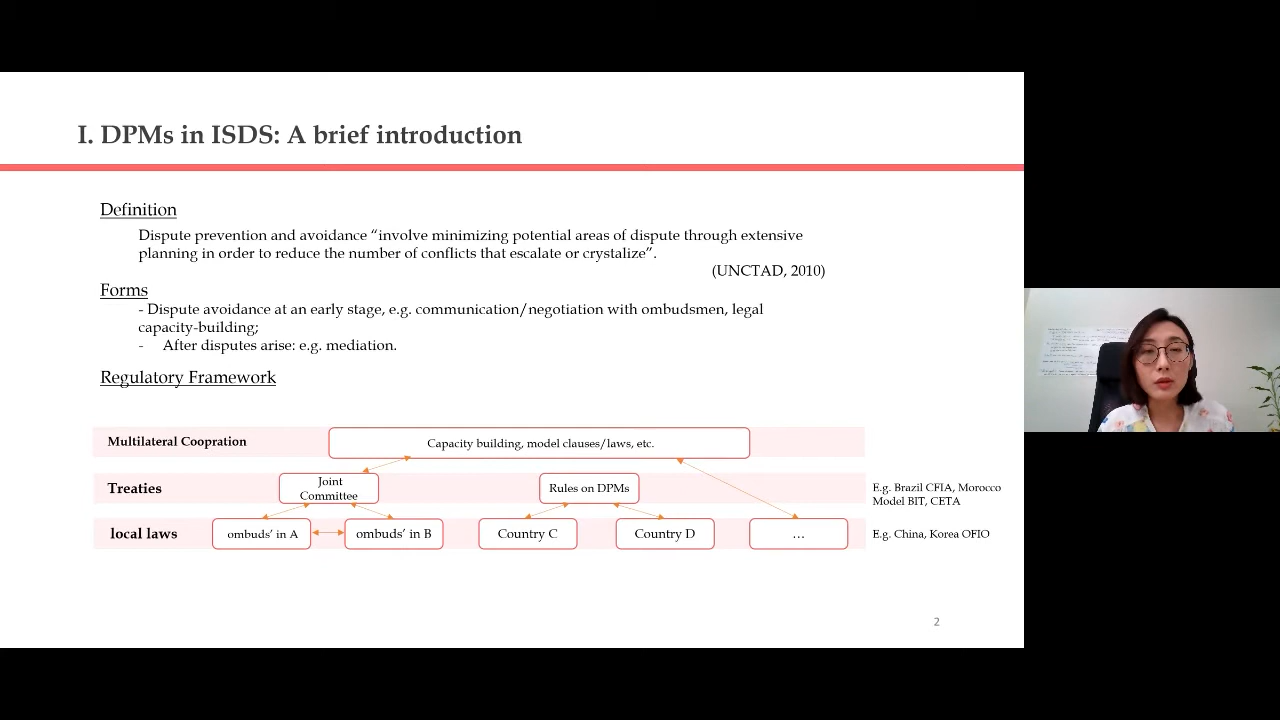 I. DPMs in ISDS: A brief introduction
Definition
Dispute prevention and avoidance “involve minimizing potential areas of dispute through extensive
planning in order to reduce the number of conflicts that escalate or crystalize”.
(UNCTAD, 2010)
Forms
- Dispute avoidance at an early stage, e.g. communication/negotiation with ombudsmen, legal
capacity-building;
- After disputes arise: e.g. mediation.
Regulatory Framework
Multilateral Coopration
Capacity building, model clauses/laws, etc.
Treaties
Joint
Committee
Rules on DPMs
E.g. Brazil CFIA, Morocco
Model BIT, CETA
local laws
ombuds’ in A
ombuds’ in B
Country C
Country D
…
E.g. China, Korea OFIO
2